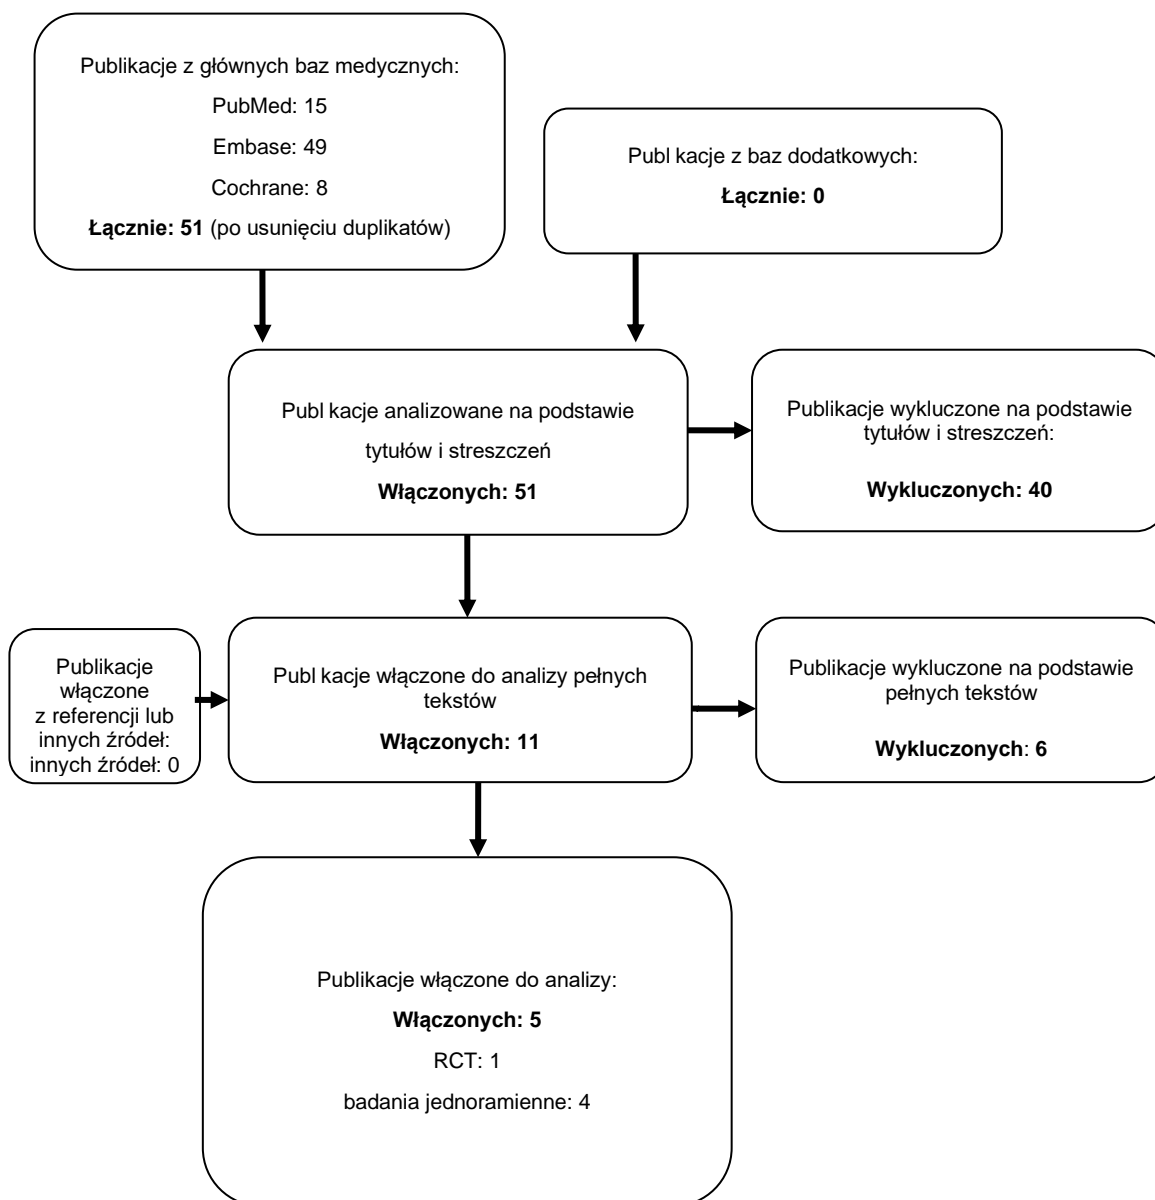 Publikacje z głównych baz medycznych:
PubMed: 15
Embase: 49
Cochrane: 8
Łącznie: 51 (po usunięciu duplikatów)
Publ kacje z baz dodatkowych:
Łącznie: 0
Publ kacje analizowane na podstawie
tytułów i streszczeń
Włączonych: 51
Publikacje wykluczone na podstawie
tytułów i streszczeń:
Wykluczonych: 40
Publikacje
włączone
z referencji lub
innych źródeł:
innych źródeł: 0
Publ kacje włączone do analizy pełnych
tekstów
Włączonych: 11
Publikacje wykluczone na podstawie
pełnych tekstów
Wykluczonych: 6
Publikacje włączone do analizy:
Włączonych: 5
RCT: 1
badania jednoramienne: 4